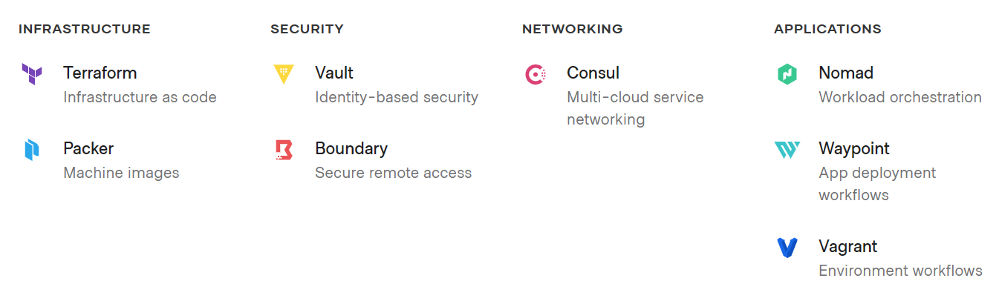 INFRASTRUCTURE
Terraform
Infrastructure as code
Packer
Machine images
SECURITY
Vault
Identity-based security
Boundary
Secure remote access
NETWORKING
Consul
Multi-cloud service
networking
APPLICATIONS
Nomad
Workload orchestration
Waypoint
App deployment
workflows
Vagrant
Environment workflows